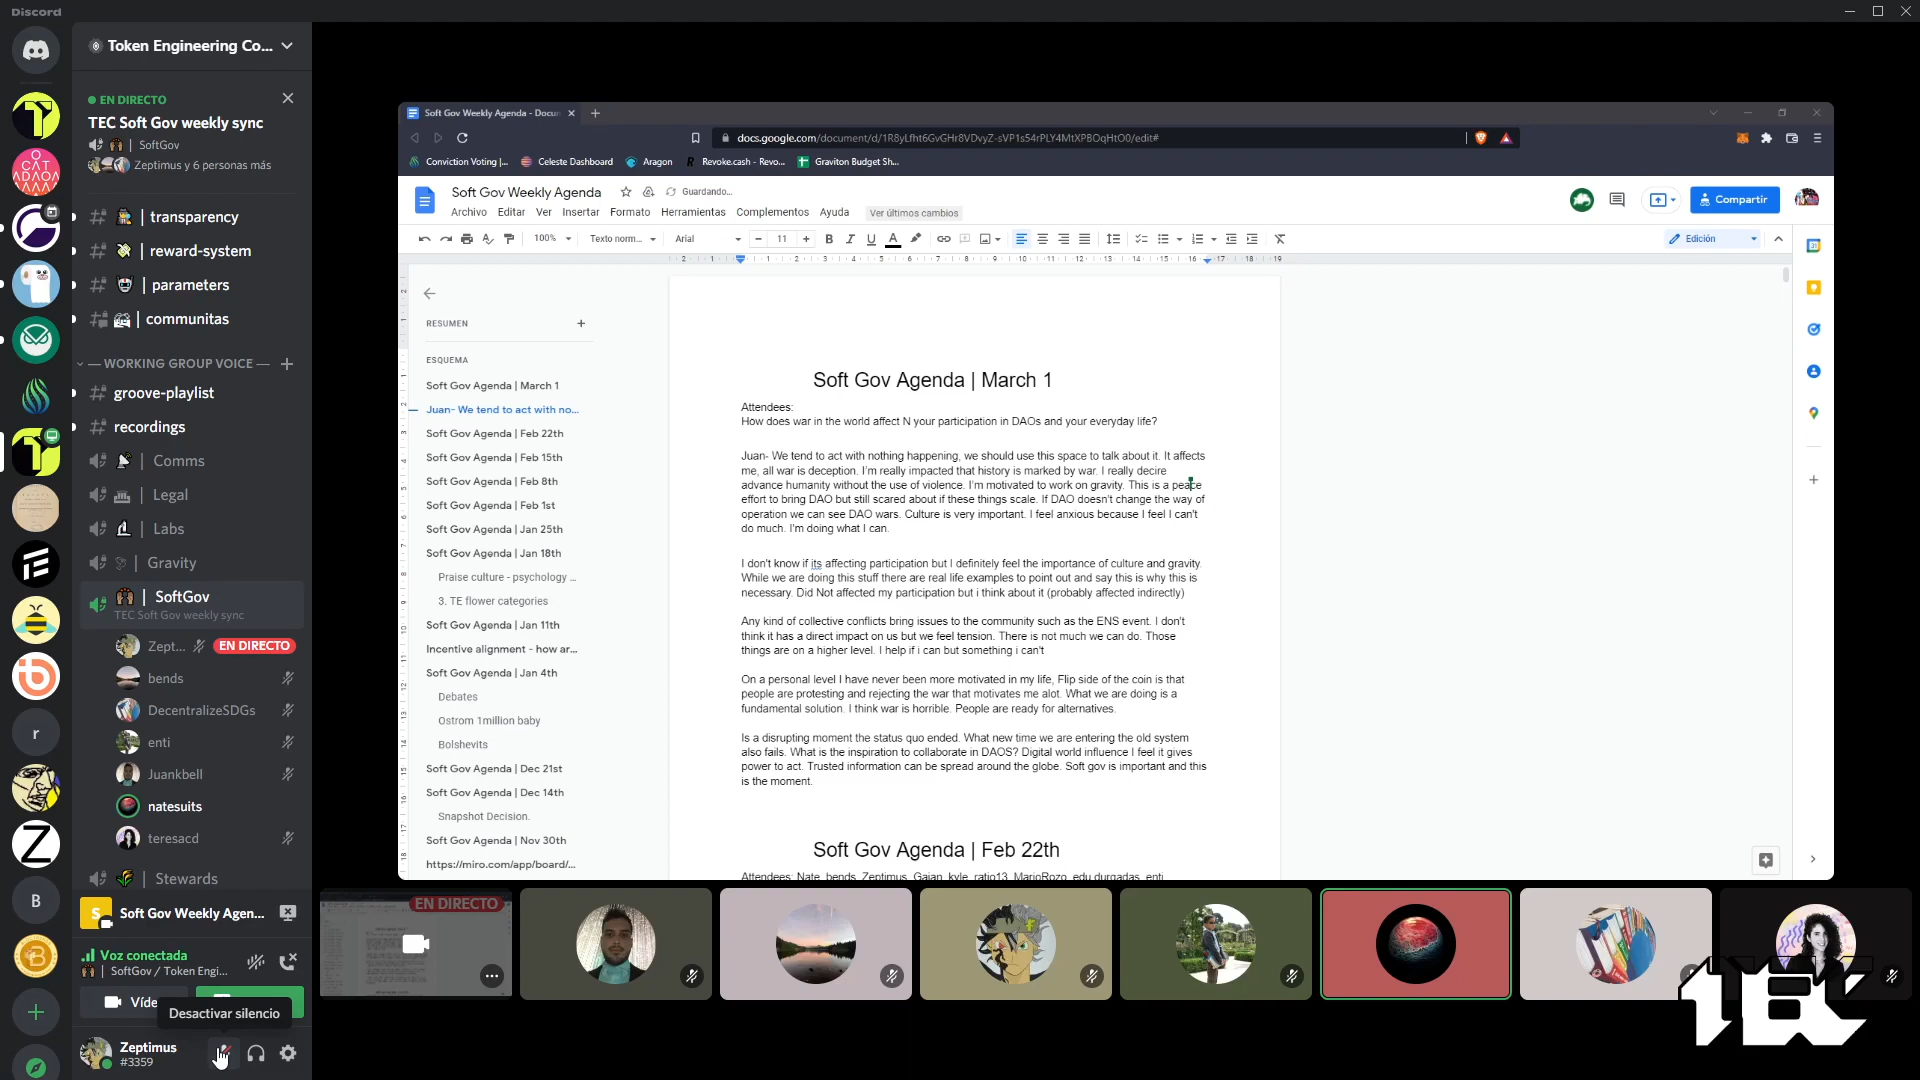 Discord
Token Engineering Co...
EN DIRECTO
TEC Soft Gov weekly sync
| SoftGov
Zeptimus y 6 personas más
| transparency
| reward-system
| parameters
| communitas
— WORKING GROUP VOICE —
groove-playlist
recordings
| Comms
| Legal
| Labs
| Gravity
| SoftGov
TEC Soft Gov weekly sync
Zept... EN DIRECTO
bends
DecentralizeSDGs
enti
Juankbell
natesuits
teresacd
| Stewards
r
B
S
Soft Gov Weekly Agen...
Voz conectada
| SoftGov / Token Engi...
Víde
Desactivar silencio
Zeptimus
#3359
Soft Gov Weekly Agenda - Docun
docs.google.com/document/d/1R8yLfht6GvGHr8VDvyZ-sVP1s54rPLY4MtXPBOqHtO0/edit#
Conviction Voting |...
Celeste Dashboard
Aragon
Revoke.cash - Revo...
Graviton Budget Sh...
Soft Gov Weekly Agenda
Guardando...
Archivo Editar Ver Insertar Formato Herramientas Complementos Ayuda Ver últimos cambios
Compartir
100% Texto norm... Arial 11
Edición
RESUMEN
ESQUEMA
Soft Gov Agenda | March 1
Juan- We tend to act with no...
Soft Gov Agenda | Feb 22th
Soft Gov Agenda | Feb 15th
Soft Gov Agenda | Feb 8th
Soft Gov Agenda | Feb 1st
Soft Gov Agenda | Jan 25th
Soft Gov Agenda | Jan 18th
Praise culture - psychology ...
3. TE flower categories
Soft Gov Agenda | Jan 11th
Incentive alignment - how ar...
Soft Gov Agenda | Jan 4th
Debates
Ostrom 1million baby
Bolshevits
Soft Gov Agenda | Dec 21st
Soft Gov Agenda | Dec 14th
Snapshot Decision.
Soft Gov Agenda | Nov 30th
https://miro.com/app/board/...
Soft Gov Agenda | March 1
Attendees:
How does war in the world affect N your participation in DAOs and your everyday life?
Juan- We tend to act with nothing happening, we should use this space to talk about it. It affects
me, all war is deception. I'm really impacted that history is marked by war. I really decire
advance humanity without the use of violence. I'm motivated to work on gravity. This is a peace
effort to bring DAO but still scared about if these things scale. If DAO doesn't change the way of
operation we can see DAO wars. Culture is very important. I feel anxious because I feel I can't
do much. I'm doing what I can.
I don't know if its affecting participation but I definitely feel the importance of culture and gravity.
While we are doing this stuff there are real life examples to point out and say this is why this is
necessary. Did Not affected my participation but i think about it (probably affected indirectly)
Any kind of collective conflicts bring issues to the community such as the ENS event. I don't
think it has a direct impact on us but we feel tension. There is not much we can do. Those
things are on a higher level. I help if i can but something i can't
On a personal level I have never been more motivated in my life, Flip side of the coin is that
people are protesting and rejecting the war that motivates me alot. What we are doing is a
fundamental solution. I think war is horrible. People are ready for alternatives.
Is a disrupting moment the status quo ended. What new time we are entering the old system
also fails. What is the inspiration to collaborate in DAOS? Digital world influence I feel it gives
power to act. Trusted information can be spread around the globe. Soft gov is important and this
is the moment.
Soft Gov Agenda | Feb 22th
Attendees: Nate, bends, Zeptimus, Gaian, kyle, ratio13, MarioRozo, edu,durgadas, enti
EN DIRECTO
TEC